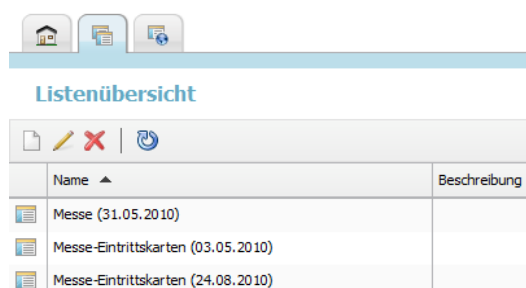 Listenübersicht
Name Beschreibung
Messe (31.05.2010)
Messe-Eintrittskarten (03.05.2010)
Messe-Eintrittskarten (24.08.2010)